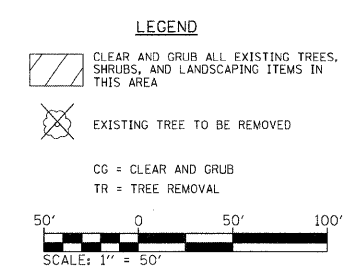 LEGEND
CLEAR AND GRUB ALL EXISTING TREES,
SHRUBS, AND LANDSCAPING ITEMS IN
THIS AREA
EXISTING TREE TO BE REMOVED
CG = CLEAR AND GRUB
TR = TREE REMOVAL
50' 0 50' 100'
SCALE: 1" = 50'